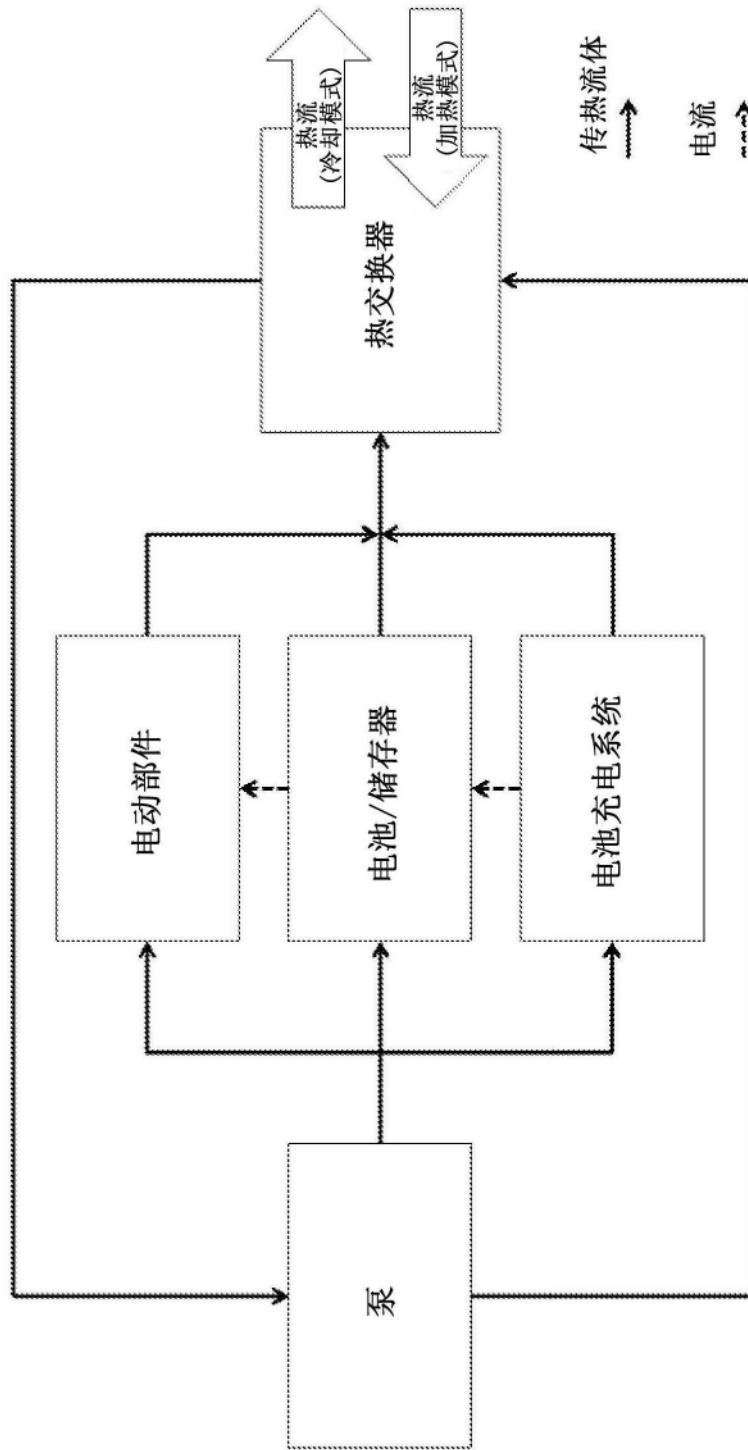 热流
(冷却模式)
热流
(加热模式)
传热流体
电流
热交换器
电动部件
电池/储存器
电池充电系统
泵